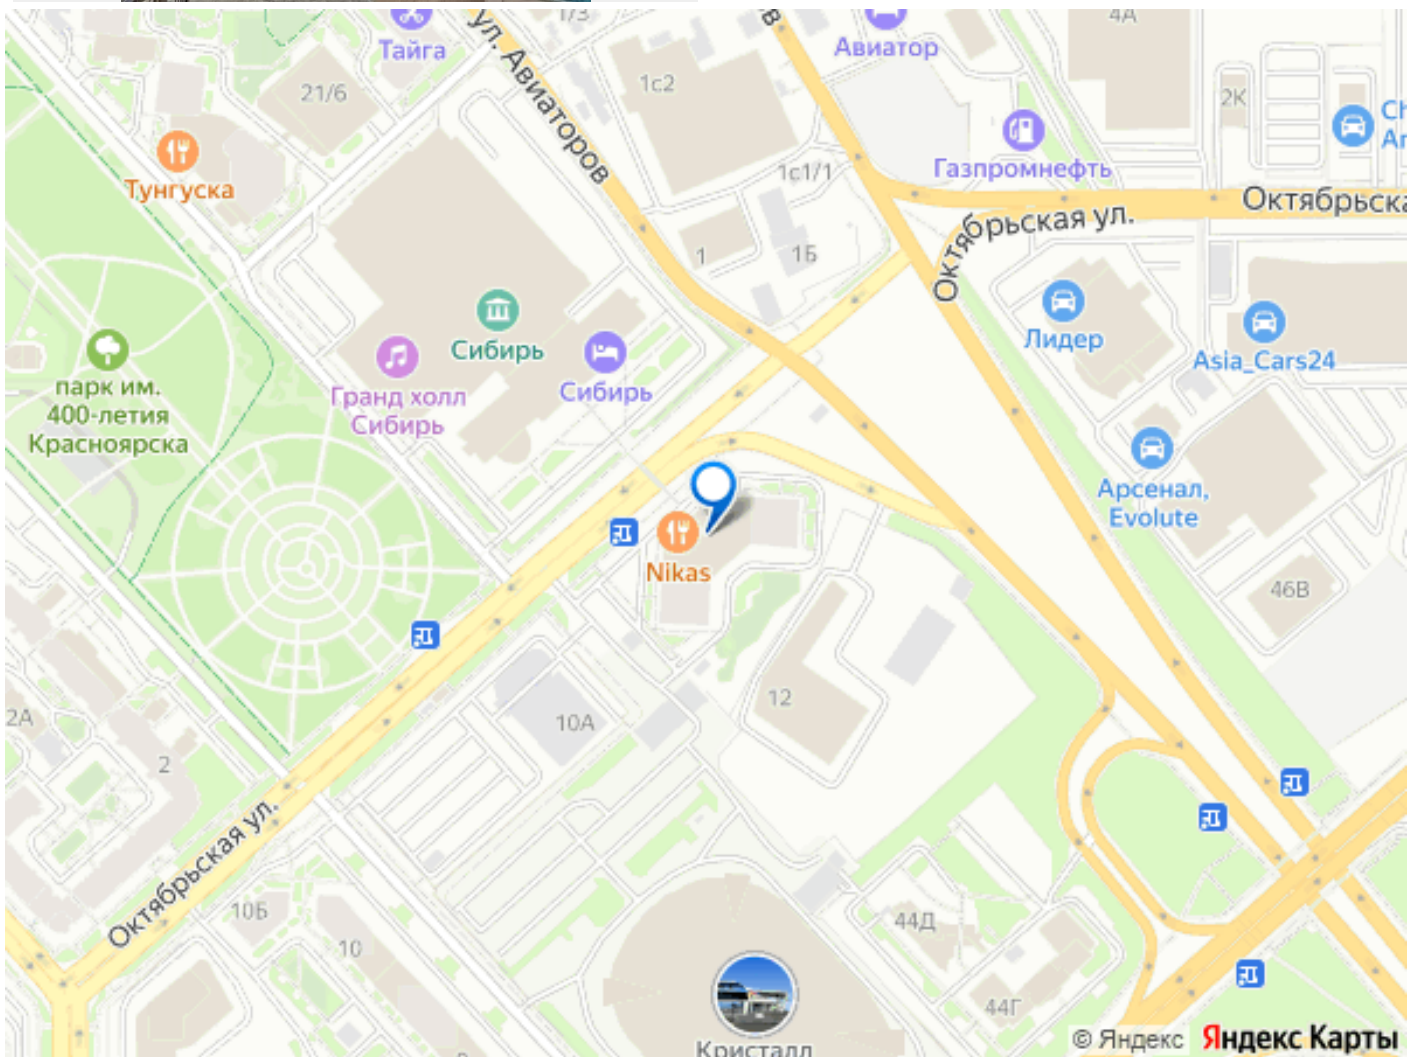 1/3
в
4А
Тайга
Авиатор
ул. Авиаторов
21/6
1с2
2К
Ch
Ar
Тунгуска
Газпромнефть
1с1/1
Октябрьска
Октябрьская ул.
1
1Б
Сибирь
Лидер
Asia_Cars24
парк им.
400-летия
Красноярска
Гранд холл
Сибирь
Сибирь
Арсенал,
Evolute
Nikas
46В
2А
12
10А
2
Октябрьская ул.
10Б
10
44Д
44Г
Кристалл
© Яндекс Яндекс Карты